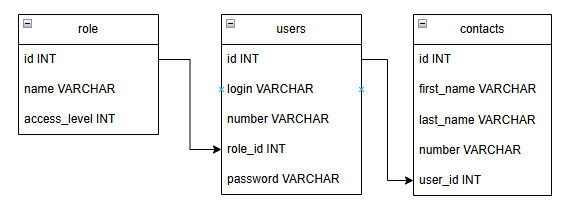 role
id INT
name VARCHAR
access_level INT
users
id INT
login VARCHAR
number VARCHAR
role_id INT
password VARCHAR
contacts
id INT
first_name VARCHAR
last_name VARCHAR
number VARCHAR
user_id INT